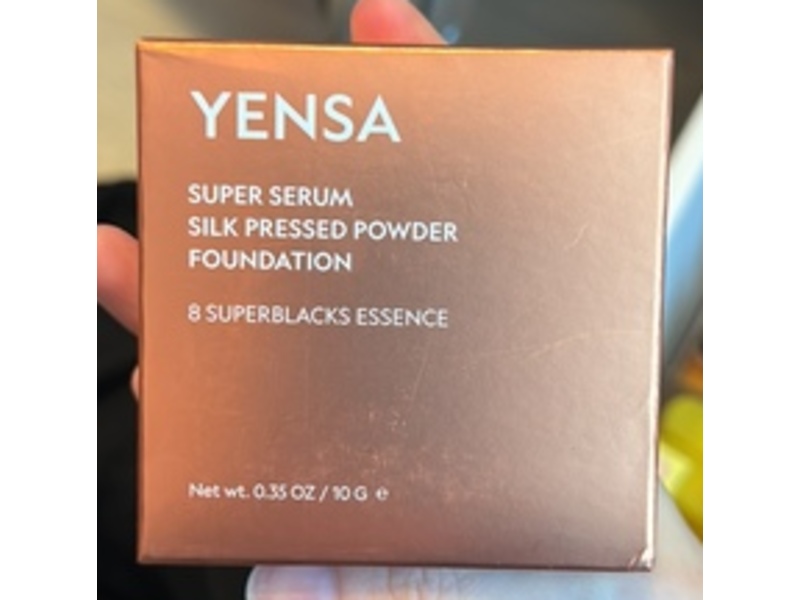 YENSA
SUPER SERUM
SILK PRESSED POWDER
FOUNDATION
8 SUPERBLACKS ESSENCE
Net wt. 0.35 OZ / 10 G ℮